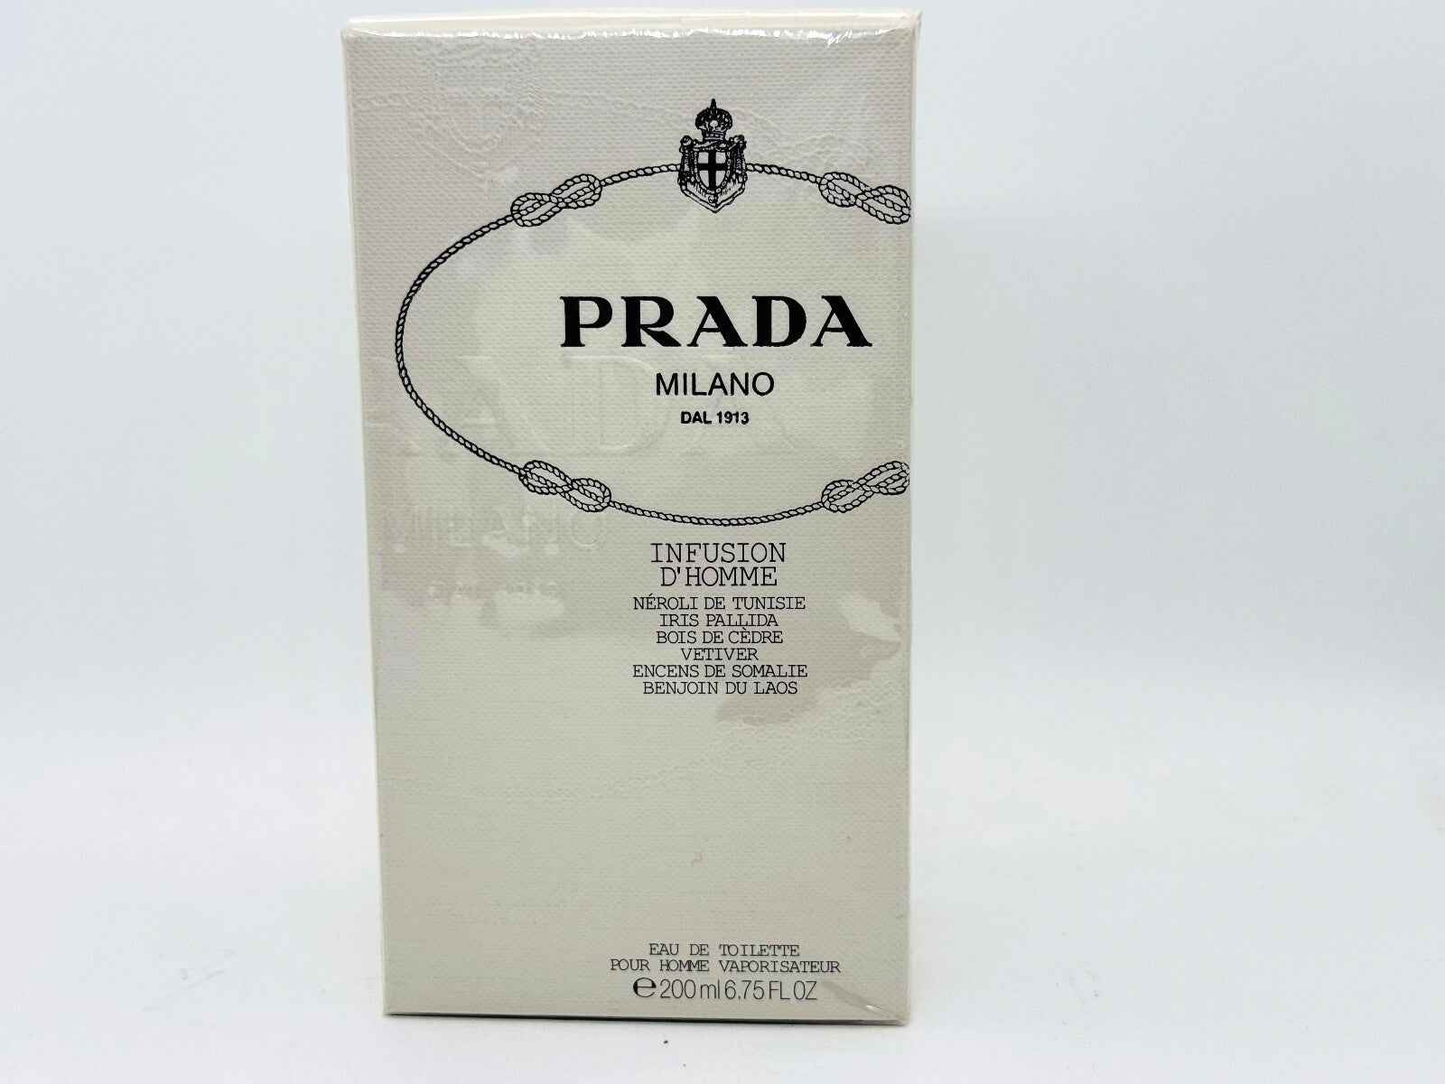 PRADA
MILANO
DAL 1913
INFUSION
D'HOMME
NÉROLI DE TUNISIE
IRIS PALLIDA
BOIS DE CÈDRE
VETIVER
ENCENS DE SOMALIE
BENJOIN DU LAOS
EAU DE TOILETTE
POUR HOMME VAPORISATEUR
℮200 ml 6.75 FL OZ